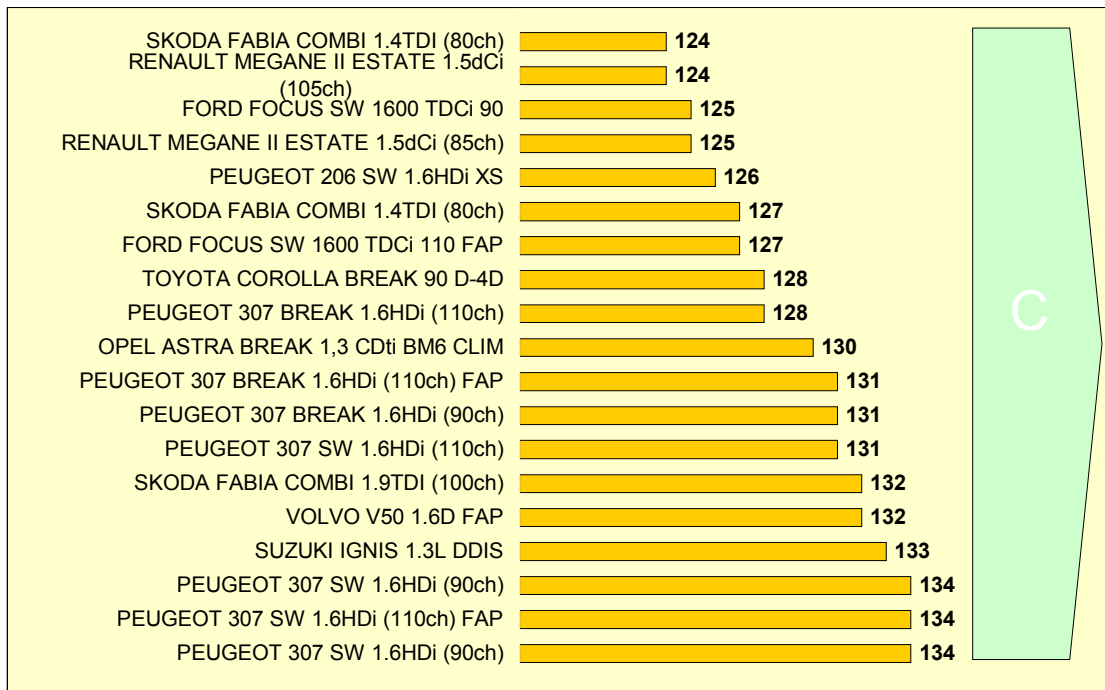 SKODA FABIA COMBI 1.4TDI (80ch) 124
RENAULT MEGANE II ESTATE 1.5dCi
(105ch) 124
FORD FOCUS SW 1600 TDCi 90 125
RENAULT MEGANE II ESTATE 1.5dCi (85ch) 125
PEUGEOT 206 SW 1.6HDi XS 126
SKODA FABIA COMBI 1.4TDI (80ch) 127
FORD FOCUS SW 1600 TDCi 110 FAP 127
TOYOTA COROLLA BREAK 90 D-4D 128
PEUGEOT 307 BREAK 1.6HDi (110ch) 128
OPEL ASTRA BREAK 1,3 CDti BM6 CLIM 130
PEUGEOT 307 BREAK 1.6HDi (110ch) FAP 131
PEUGEOT 307 BREAK 1.6HDi (90ch) 131
PEUGEOT 307 SW 1.6HDi (110ch) 131
SKODA FABIA COMBI 1.9TDI (100ch) 132
VOLVO V50 1.6D FAP 132
SUZUKI IGNIS 1.3L DDIS 133
PEUGEOT 307 SW 1.6HDi (90ch) 134
PEUGEOT 307 SW 1.6HDi (110ch) FAP 134
PEUGEOT 307 SW 1.6HDi (90ch) 134
C